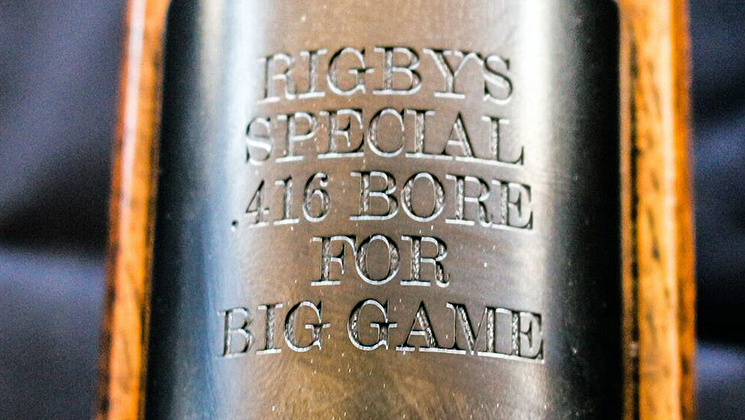 RIGBY'S
SPECIAL
.416 BORE
FOR
BIG GAME